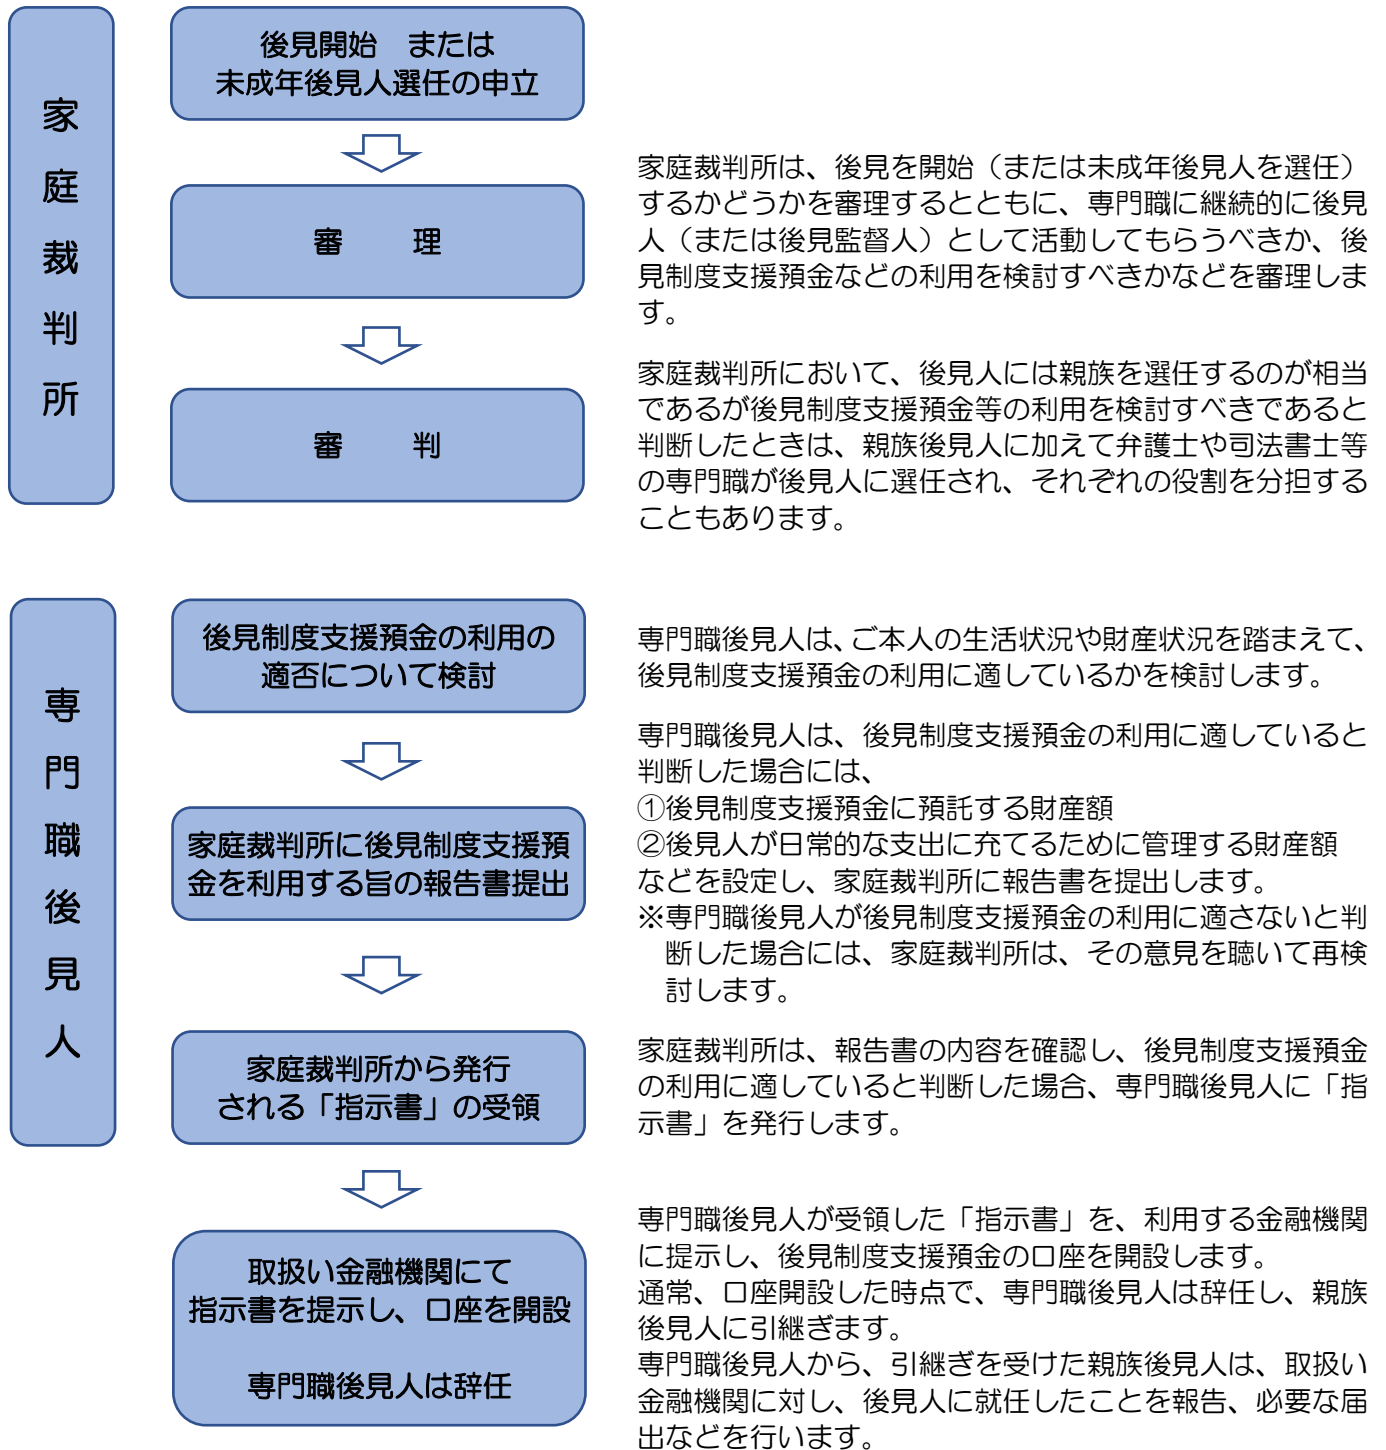 家庭裁判所
後見開始　または
未成年後見人選任の申立
審　　理
家庭裁判所は、後見を開始（または未成年後見人を選任）
するかどうかを審理するとともに、専門職に継続的に後見
人（または後見監督人）として活動してもらうべきか、後
見制度支援預金などの利用を検討すべきかなどを審理しま
す。
審　　判
家庭裁判所において、後見人には親族を選任するのが相当
であるが後見制度支援預金等の利用を検討すべきであると
判断したときは、親族後見人に加えて弁護士や司法書士等
の専門職が後見人に選任され、それぞれの役割を分担する
こともあります。
専門職後見人
後見制度支援預金の利用の
適否について検討
専門職後見人は、ご本人の生活状況や財産状況を踏まえて、
後見制度支援預金の利用に適しているかを検討します。
家庭裁判所に後見制度支援預
金を利用する旨の報告書提出
専門職後見人は、後見制度支援預金の利用に適していると
判断した場合には、
①後見制度支援預金に預託する財産額
②後見人が日常的な支出に充てるために管理する財産額
などを設定し、家庭裁判所に報告書を提出します。
※専門職後見人が後見制度支援預金の利用に適さないと判
断した場合には、家庭裁判所は、その意見を聴いて再検
討します。
家庭裁判所から発行
される「指示書」の受領
家庭裁判所は、報告書の内容を確認し、後見制度支援預金
の利用に適していると判断した場合、専門職後見人に「指
示書」を発行します。
取扱い金融機関にて
指示書を提示し、口座を開設
専門職後見人は辞任
専門職後見人が受領した「指示書」を、利用する金融機関
に提示し、後見制度支援預金の口座を開設します。
通常、口座開設した時点で、専門職後見人は辞任し、親族
後見人に引継ぎます。
専門職後見人から、引継ぎを受けた親族後見人は、取扱い
金融機関に対し、後見人に就任したことを報告、必要な届
出などを行います。